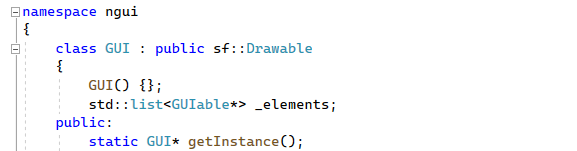 namespace ngui
{
    class GUI : public sf::Drawable
    {
        GUI() {};
        std::list<GUIable*> _elements;
    public:
        static GUI* getInstance();